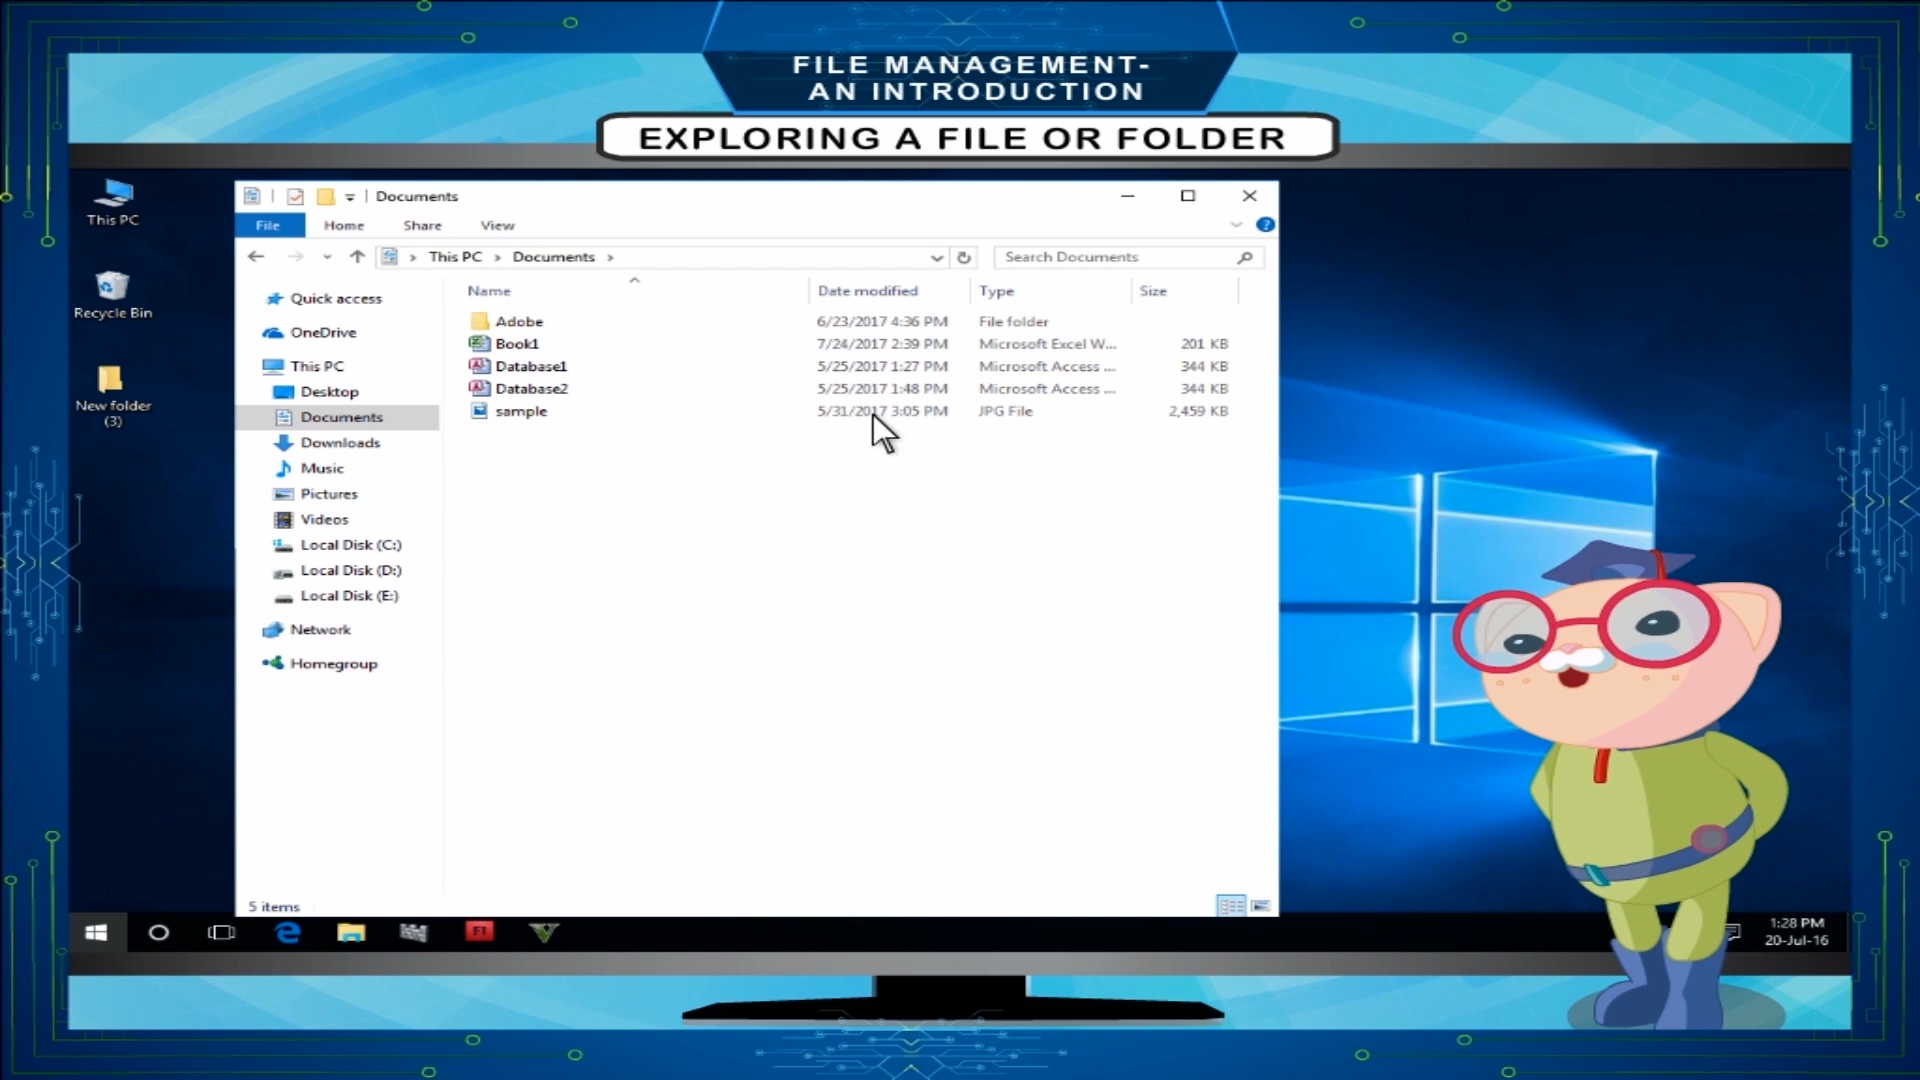 FILE MANAGEMENT-
AN INTRODUCTION
EXPLORING A FILE OR FOLDER
This PC
Recycle Bin
New folder
(3)
Documents
File Home Share View
This PC Documents
Search Documents
Quick access
OneDrive
This PC
Desktop
Documents
Downloads
Music
Pictures
Videos
Local Disk (C:)
Local Disk (D:)
Local Disk (E:)
Network
Homegroup
Name Date modified Type Size
Adobe 6/23/2017 4:36 PM File folder
Book1 7/24/2017 2:39 PM Microsoft Excel W... 201 KB
Database1 5/25/2017 1:27 PM Microsoft Access ... 344 KB
Database2 5/25/2017 1:48 PM Microsoft Access ... 344 KB
sample 5/31/2017 3:05 PM JPG File 2,459 KB
5 items
F1
1:28 PM
20-Jul-16